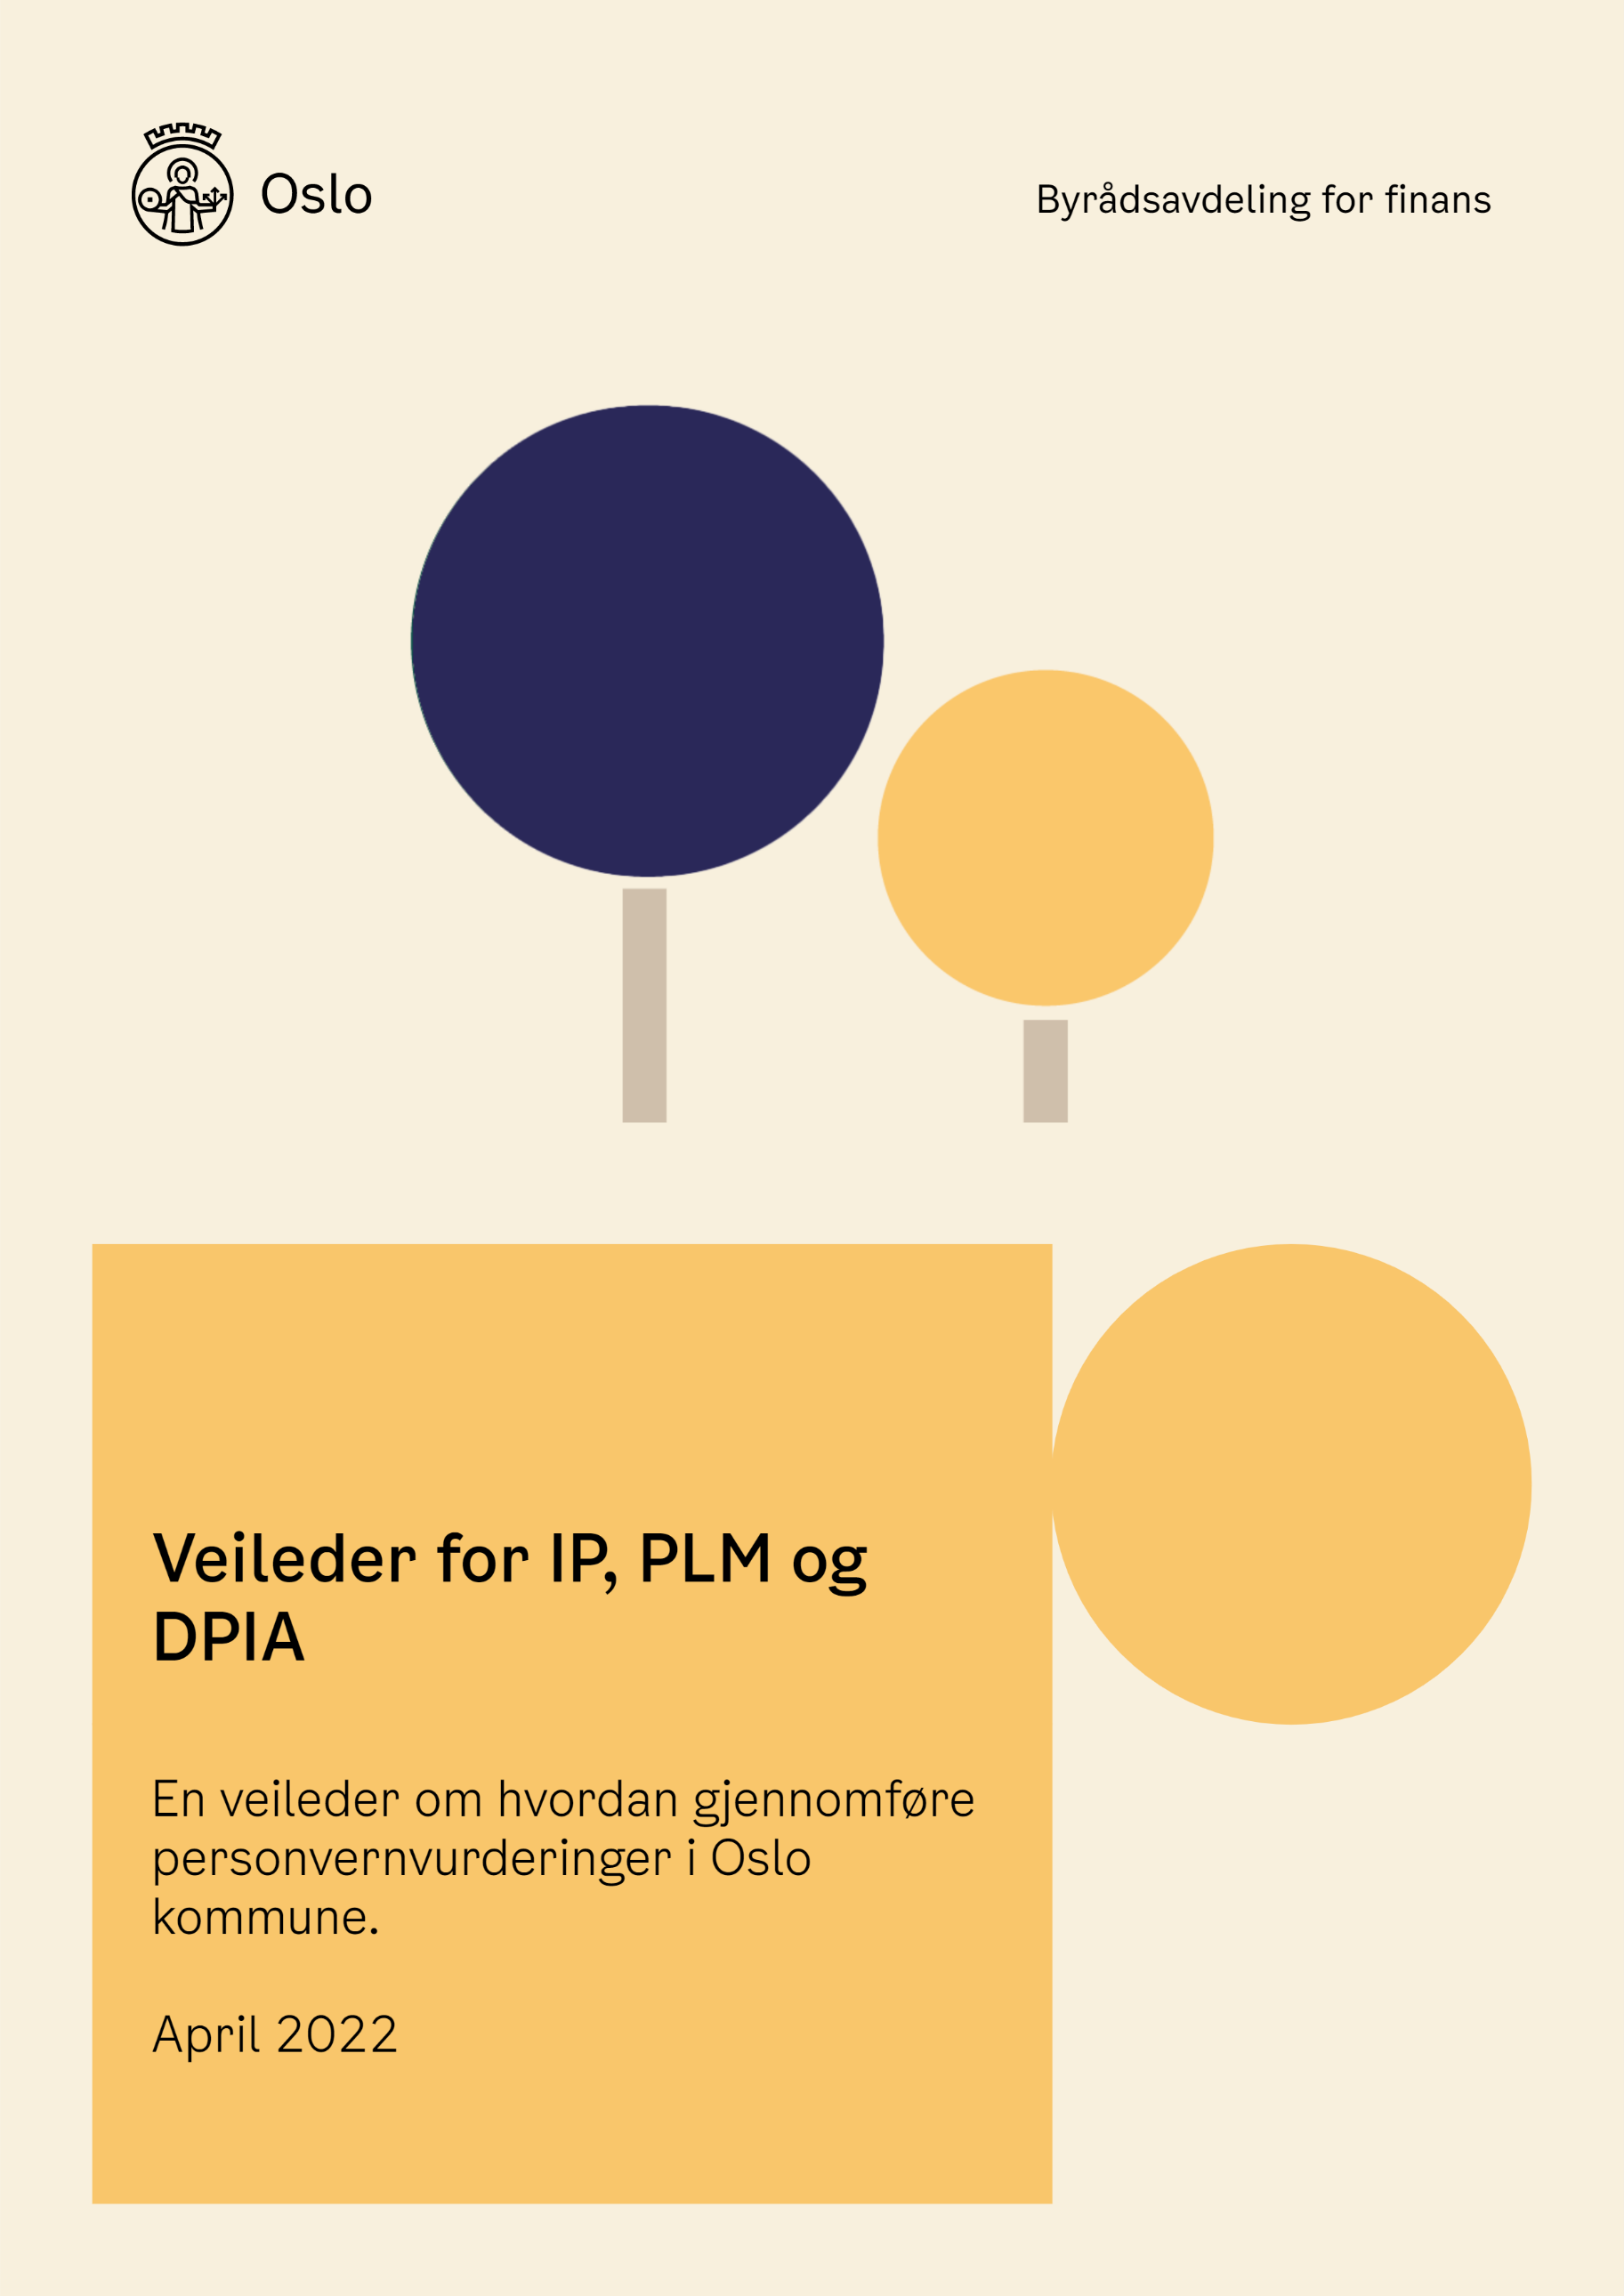 Oslo
Byrådsavdeling for finans
Veileder for IP, PLM og
DPIA
En veileder om hvordan gjennomføre
personvernvurderinger i Oslo
kommune.
April 2022